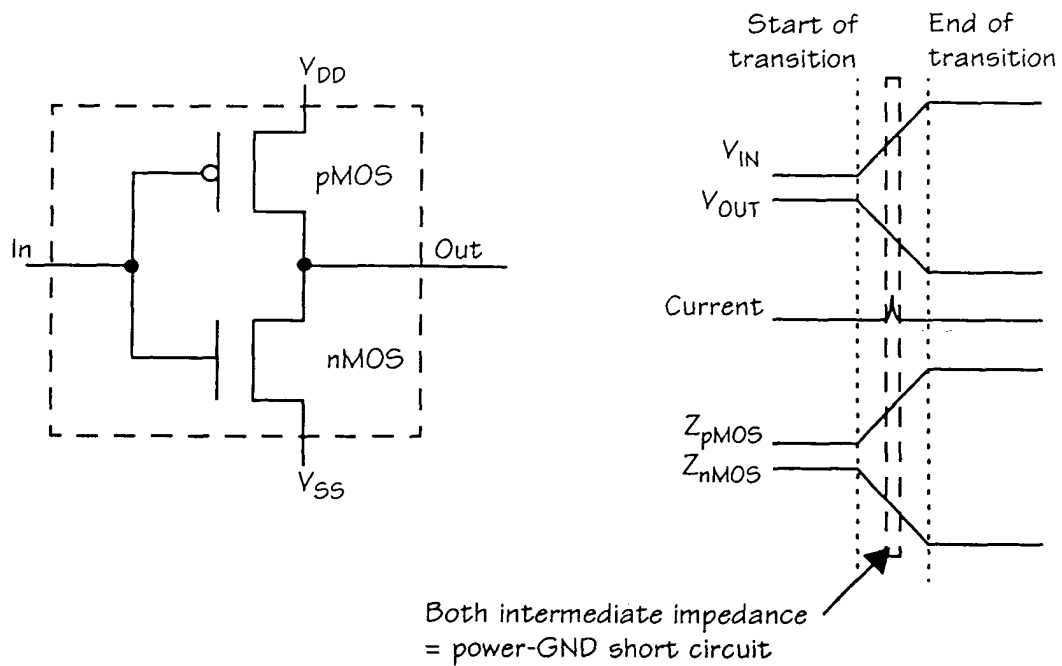 V_DD
pMOS
In
Out
nMOS
V_SS
Start of
transition
End of
transition
V_IN
V_OUT
Current
Z_pMOS
Z_nMOS
Both intermediate impedance
= power-GND short circuit